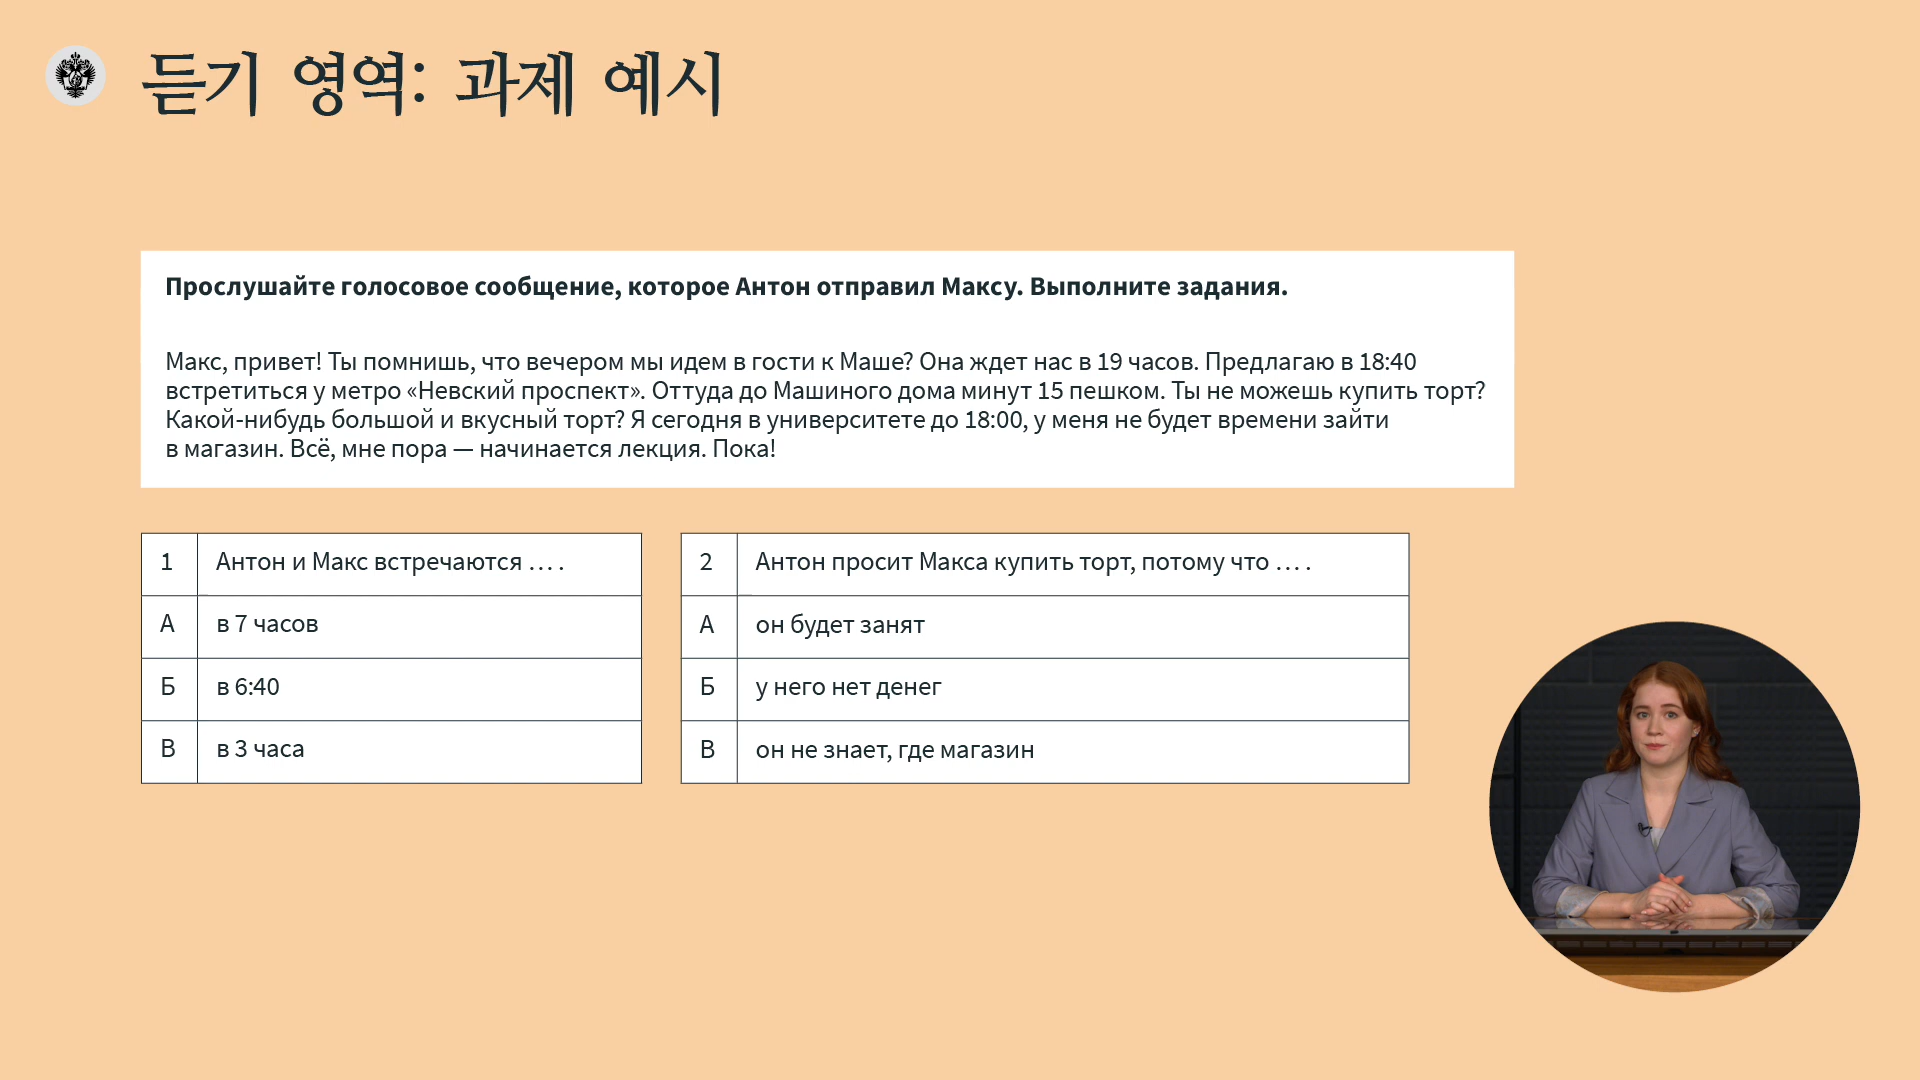 듣기 영역: 과제 예시
Прослушайте голосовое сообщение, которое Антон отправил Максу. Выполните задания.
Макс, привет! Ты помнишь, что вечером мы идем в гости к Маше? Она ждет нас в 19 часов. Предлагаю в 18:40
встретиться у метро «Невский проспект». Оттуда до Машиного дома минут 15 пешком. Ты не можешь купить торт?
Какой-нибудь большой и вкусный торт? Я сегодня в университете до 18:00, у меня не будет времени зайти
в магазин. Всё, мне пора — начинается лекция. Пока!
1 Антон и Макс встречаются ... .
А в 7 часов
Б в 6:40
В в 3 часа
2 Антон просит Макса купить торт, потому что ... .
А он будет занят
Б у него нет денег
В он не знает, где магазин